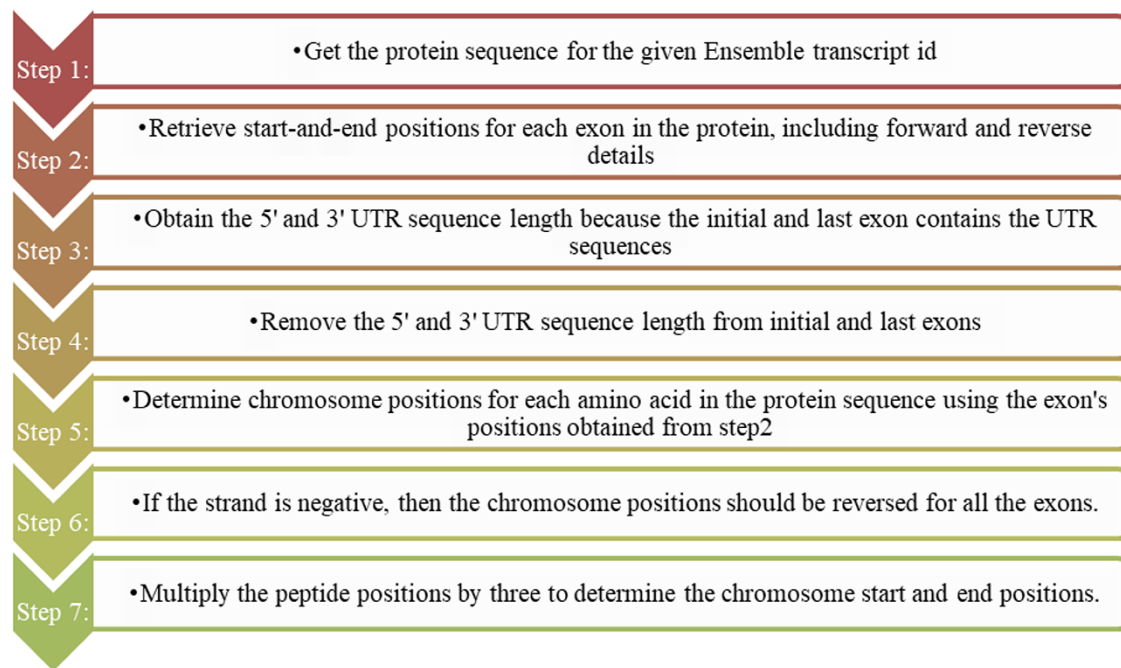 Step 1:
•Get the protein sequence for the given Ensemble transcript id
Step 2:
•Retrieve start-and-end positions for each exon in the protein, including forward and reverse
details
Step 3:
•Obtain the 5' and 3' UTR sequence length because the initial and last exon contains the UTR
sequences
Step 4:
•Remove the 5' and 3' UTR sequence length from initial and last exons
Step 5:
•Determine chromosome positions for each amino acid in the protein sequence using the exon's
positions obtained from step2
Step 6:
•If the strand is negative, then the chromosome positions should be reversed for all the exons.
Step 7:
•Multiply the peptide positions by three to determine the chromosome start and end positions.